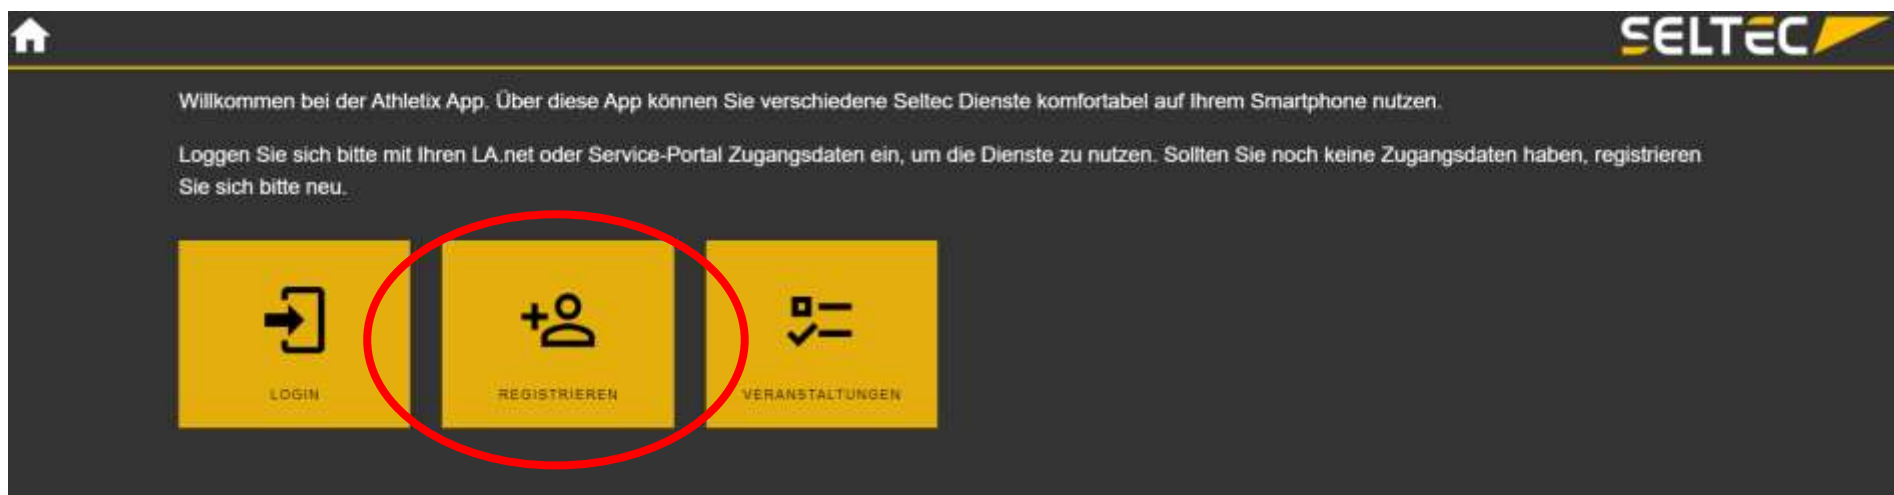 SELTEC
Willkommen bei der Athletix App. Über diese App können Sie verschiedene Seltec Dienste komfortabel auf Ihrem Smartphone nutzen.
Loggen Sie sich bitte mit Ihren LA.net oder Service-Portal Zugangsdaten ein, um die Dienste zu nutzen. Sollten Sie noch keine Zugangsdaten haben, registrieren
Sie sich bitte neu.
LOGIN
REGISTRIEREN
VERANSTALTUNGEN